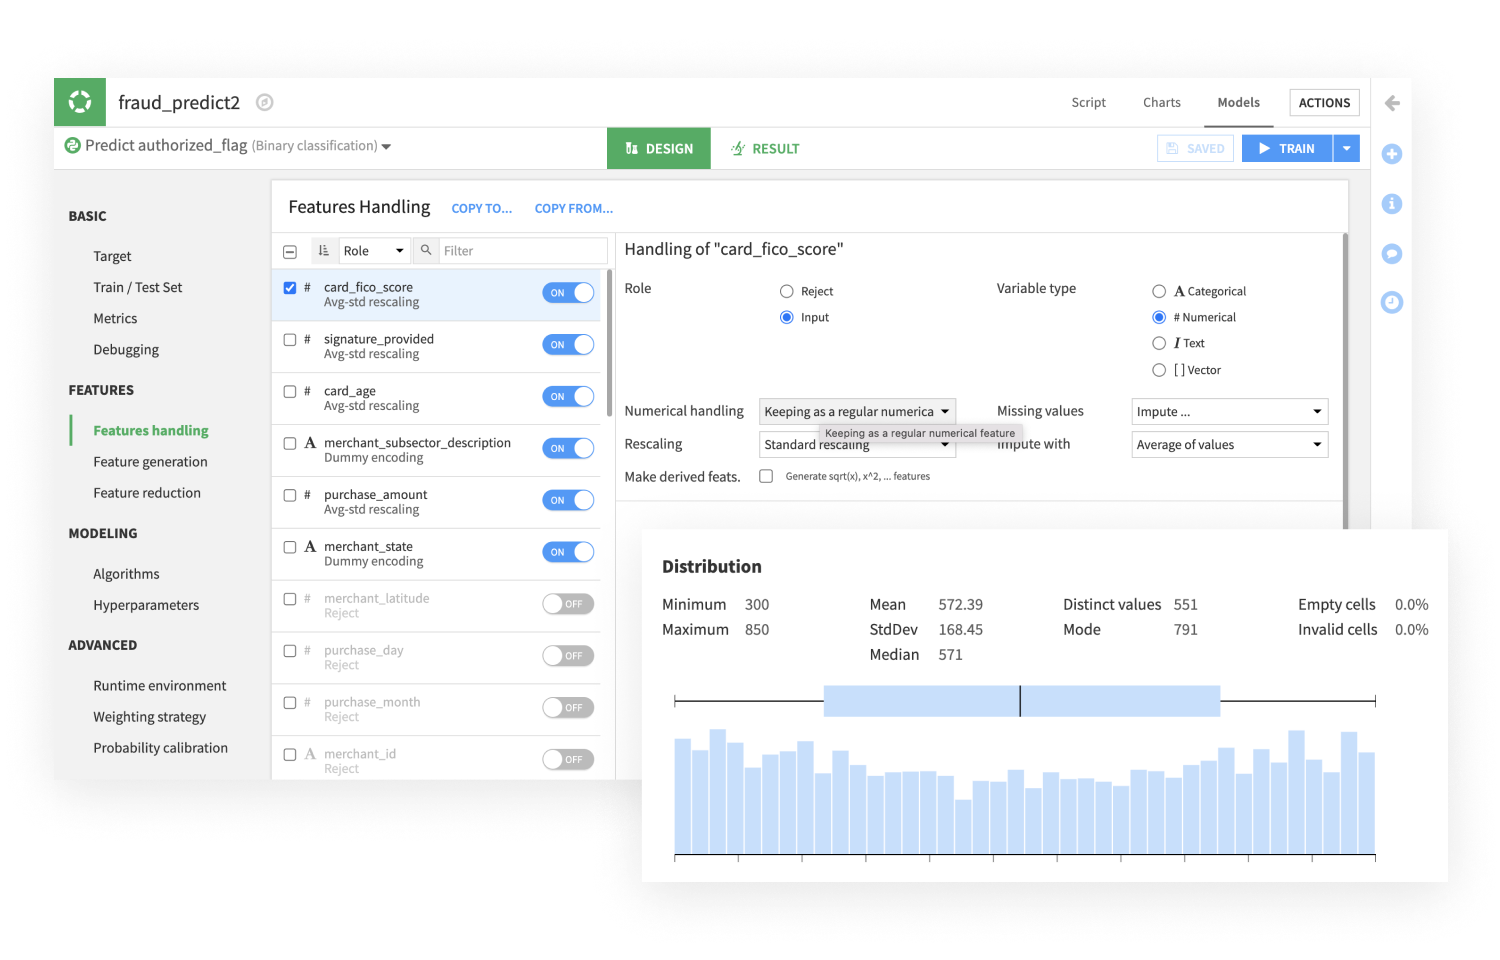 fraud_predict2
Script Charts Models ACTIONS
Predict authorized_flag (Binary classification)
DESIGN RESULT
SAVED TRAIN
BASIC
Target
Train / Test Set
Metrics
Debugging
FEATURES
Features handling
Feature generation
Feature reduction
MODELING
Algorithms
Hyperparameters
ADVANCED
Runtime environment
Weighting strategy
Probability calibration
Features Handling COPY TO... COPY FROM...
Role Filter
# card_fico_score
Avg-std rescaling
ON
# signature_provided
Avg-std rescaling
ON
# card_age
Avg-std rescaling
ON
A merchant_subsector_description
Dummy encoding
ON
# purchase_amount
Avg-std rescaling
ON
A merchant_state
Dummy encoding
ON
# merchant_latitude
Reject
OFF
# purchase_day
Reject
OFF
# purchase_month
Reject
OFF
A merchant_id
Reject
OFF
Handling of "card_fico_score"
Role
Reject
Input
Variable type
A Categorical
# Numerical
I Text
[ ] Vector
Numerical handling Keeping as a regular numerica
Missing values Impute ...
Keeping as a regular numerical feature
Rescaling Standard rescaling
Impute with Average of values
Make derived feats. Generate sqrt(x), x^2, ... features
Distribution
Minimum 300 Mean 572.39 Distinct values 551 Empty cells 0.0%
Maximum 850 StdDev 168.45 Mode 791 Invalid cells 0.0%
Median 571